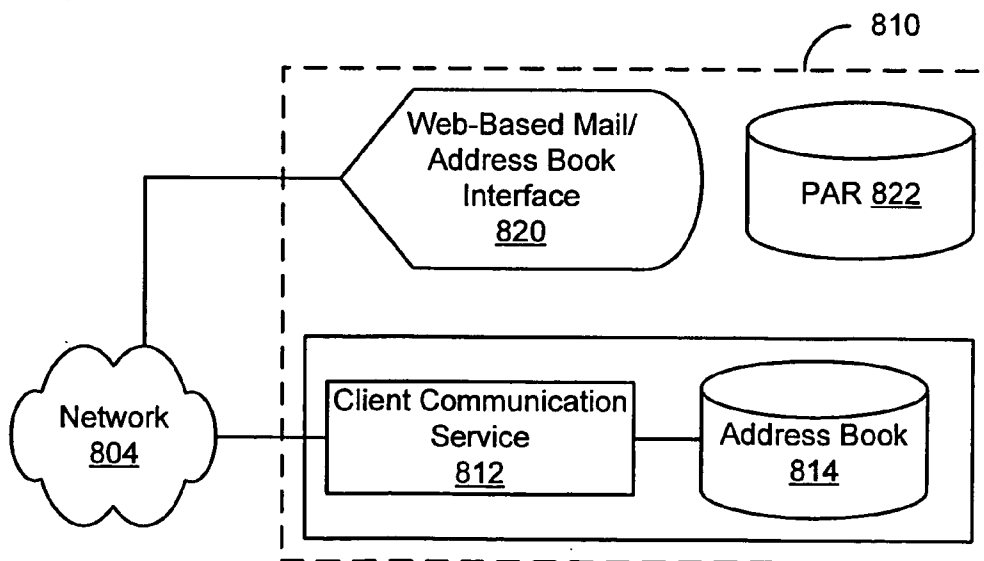 810
Web-Based Mail/
Address Book
Interface
820
PAR 822
Network
804
Client Communication
Service
812
Address Book
814